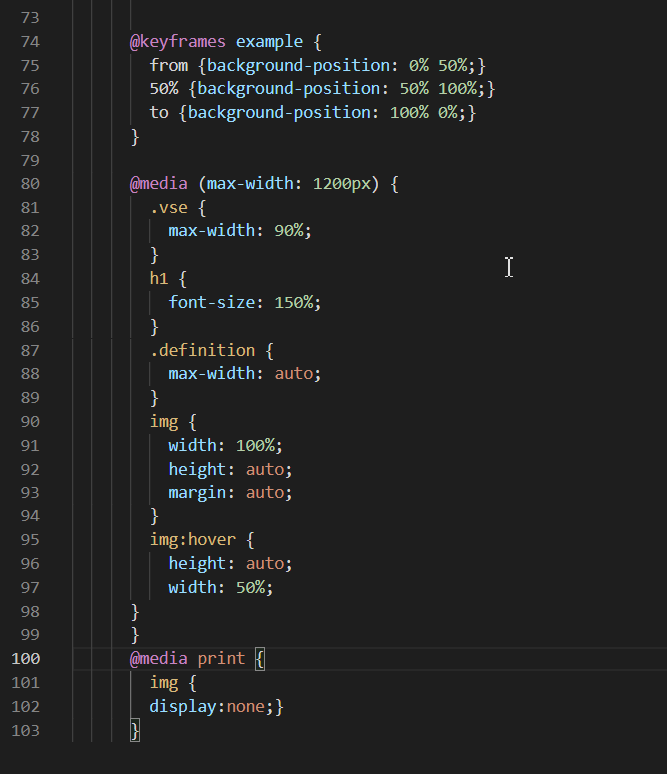 73
74 @keyframes example {
75 from {background-position: 0% 50%;}
76 50% {background-position: 50% 100%;}
77 to {background-position: 100% 0%;}
78 }
79
80 @media (max-width: 1200px) {
81 .vse {
82 max-width: 90%;
83 }
84 h1 {
85 font-size: 150%;
86 }
87 .definition {
88 max-width: auto;
89 }
90 img {
91 width: 100%;
92 height: auto;
93 margin: auto;
94 }
95 img:hover {
96 height: auto;
97 width: 50%;
98 }
99 }
100 @media print {
101 img {
102 display:none;}
103 }